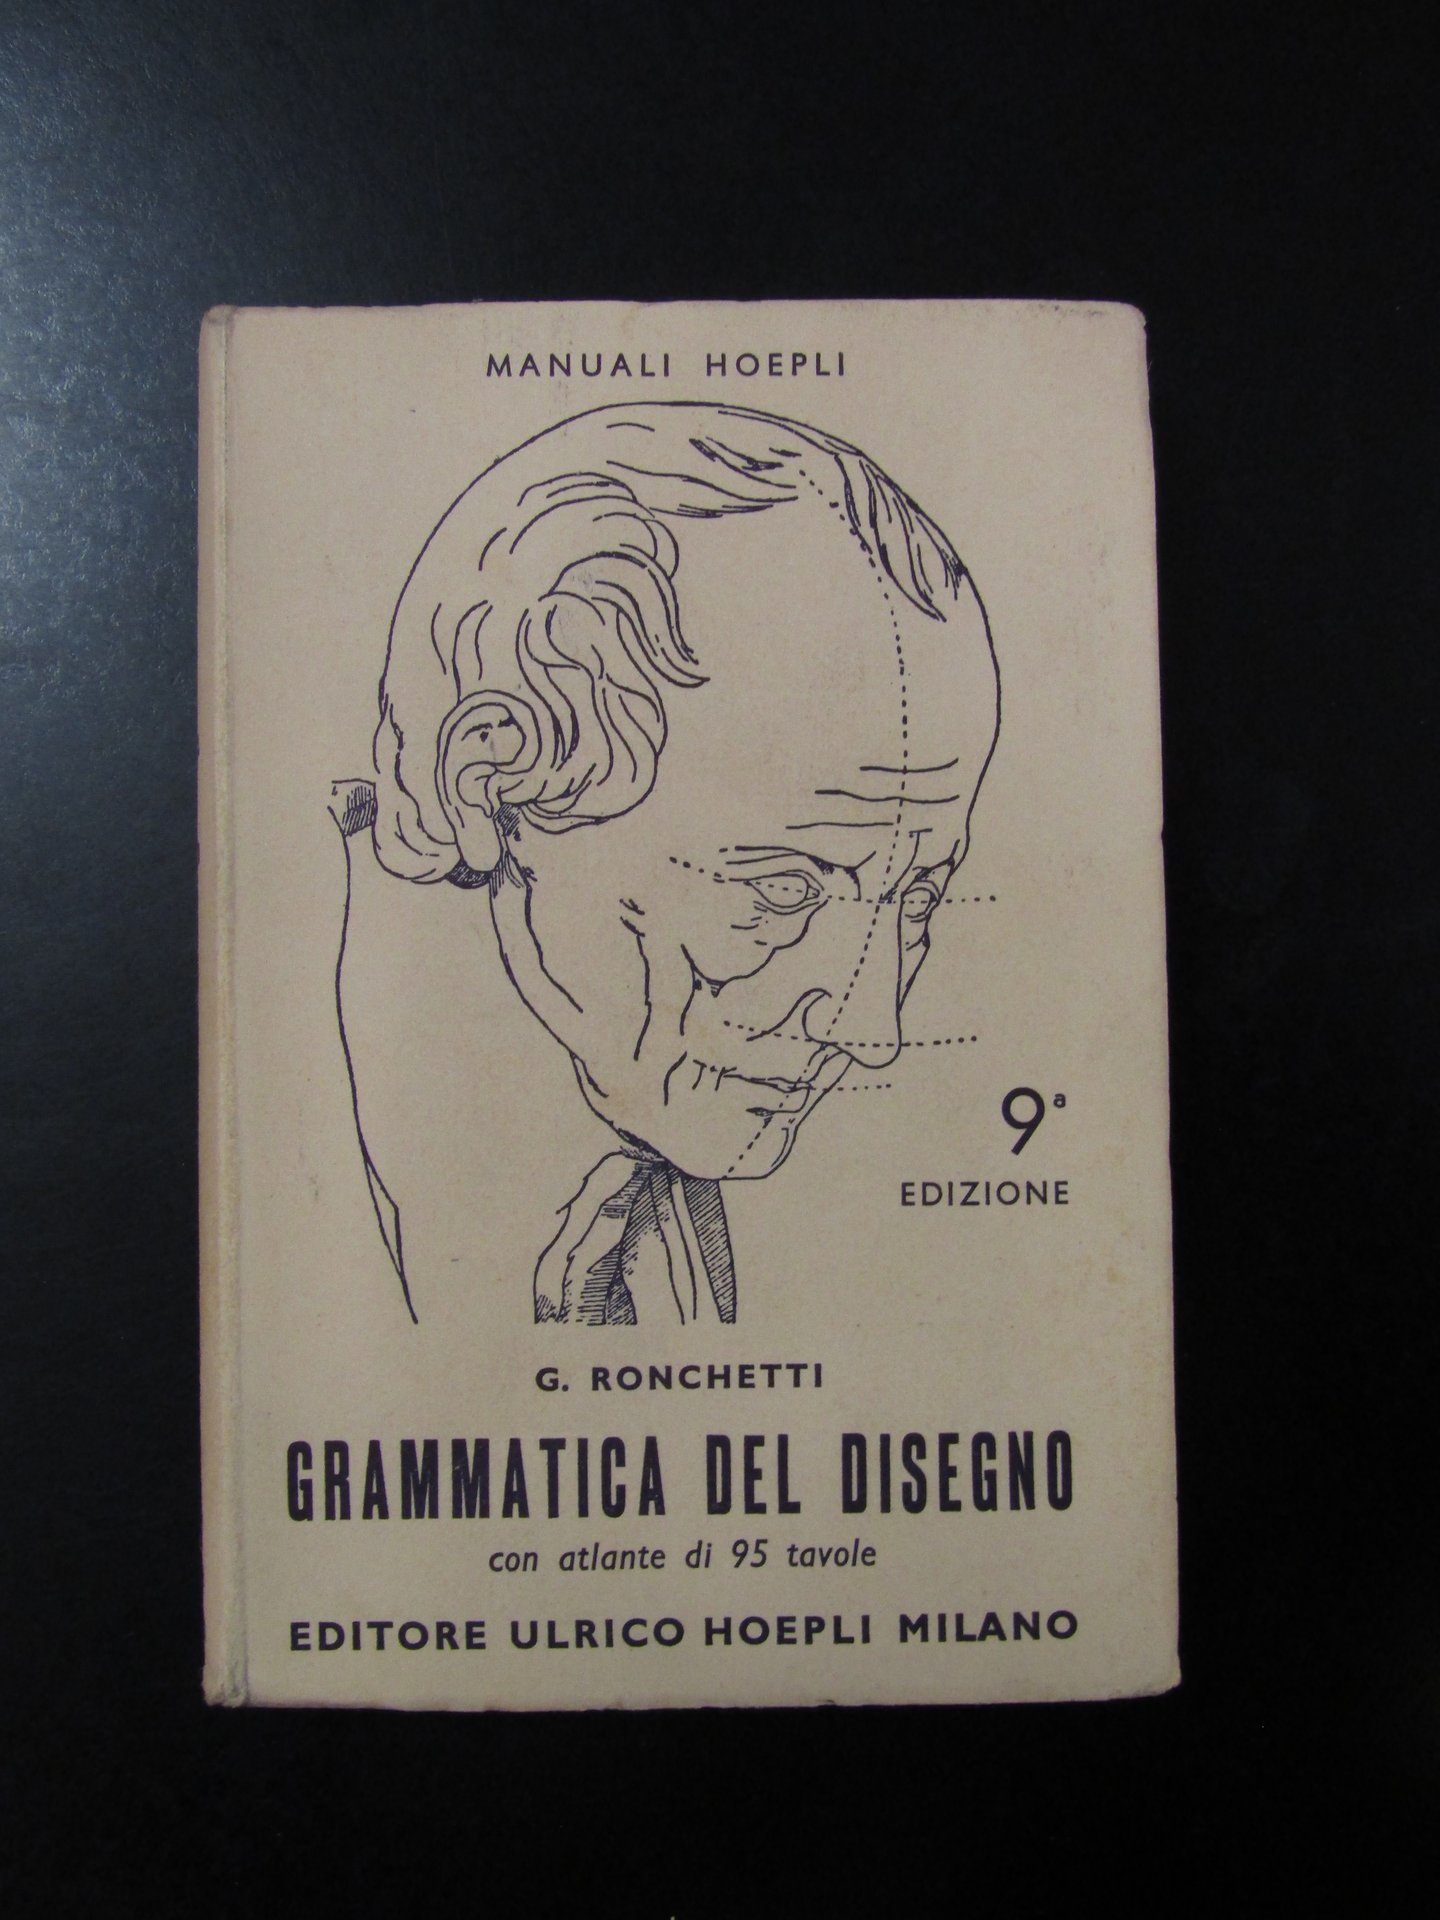 MANUALI HOEPLI
9ª
EDIZIONE
G. RONCHETTI
GRAMMATICA DEL DISEGNO
con atlante di 95 tavole
EDITORE ULRICO HOEPLI MILANO